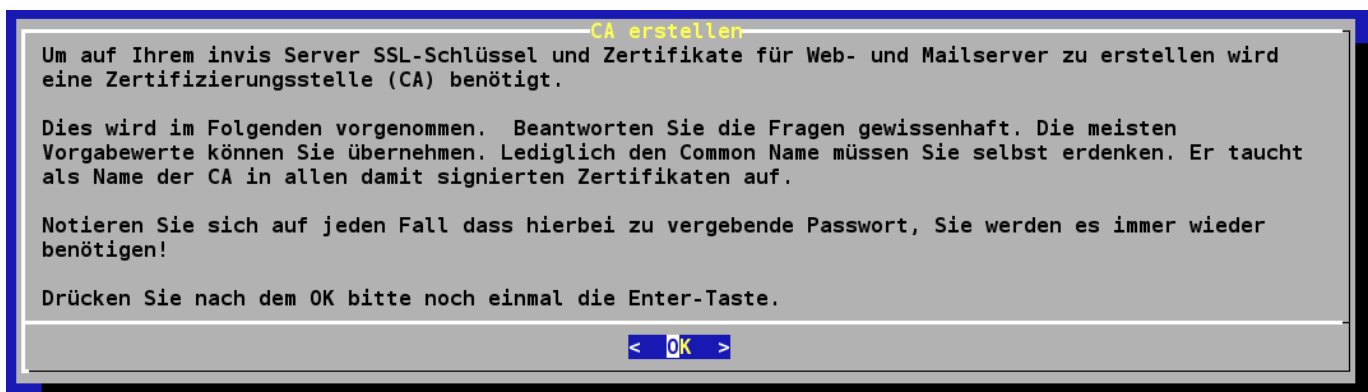 CA erstellen
Um auf Ihrem invis Server SSL-Schlüssel und Zertifikate für Web- und Mailserver zu erstellen wird
eine Zertifizierungsstelle (CA) benötigt.
Dies wird im Folgenden vorgenommen.  Beantworten Sie die Fragen gewissenhaft. Die meisten
Vorgabewerte können Sie übernehmen. Lediglich den Common Name müssen Sie selbst erdenken. Er taucht
als Name der CA in allen damit signierten Zertifikaten auf.
Notieren Sie sich auf jeden Fall dass hierbei zu vergebende Passwort, Sie werden es immer wieder
benötigen!
Drücken Sie nach dem OK bitte noch einmal die Enter-Taste.
<  OK  >